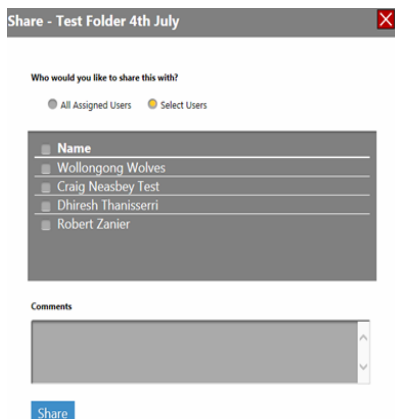 Share - Test Folder 4th July
Who would you like to share this with?
All Assigned Users Select Users
Name
Wollongong Wolves
Craig Neasbey Test
Dhiresh Thanisserri
Robert Zanier
Comments
Share